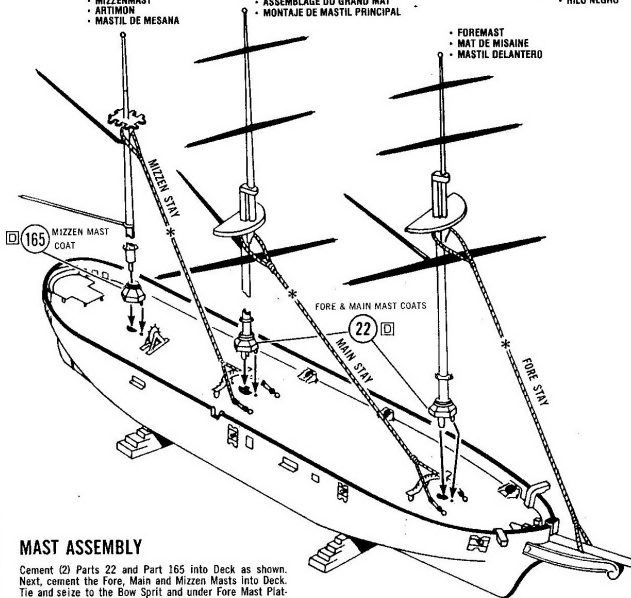 • MIZZENMAST
• ARTIMON
• MASTIL DE MESANA
• ASSEMBLAGE DU GRAND MAT
• MONTAJE DE MASTIL PRINCIPAL
• HILO NEGRO
• FOREMAST
• MAT DE MISAINE
• MASTIL DELANTERO
MIZZEN STAY
D 165 MIZZEN MAST
COAT
FORE & MAIN MAST COATS
22 D
MAIN STAY
FORE STAY
MAST ASSEMBLY
Cement (2) Parts 22 and Part 165 into Deck as shown.
Next, cement the Fore, Main and Mizzen Masts into Deck.
Tie and seize to the Bow Sprit and under Fore Mast Plat-